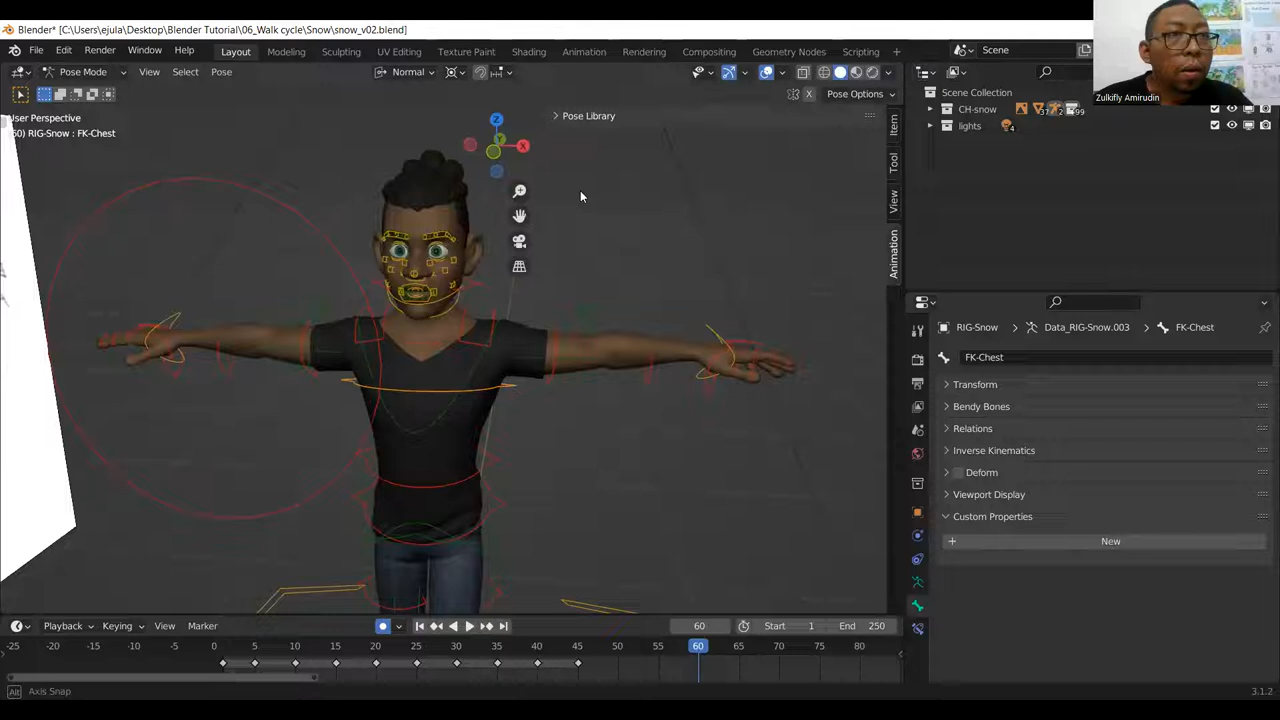 Blender* [C:\Users\ejula\Desktop\Blender Tutorial\06_Walk cycle\Snow\snow_v02.blend]
File Edit Render Window Help
Layout Modeling Sculpting UV Editing Texture Paint Shading Animation Rendering Compositing Geometry Nodes Scripting + Scene
Pose Mode View Select Pose Normal
X Pose Options
User Perspective
(60) RIG-Snow : FK-Chest
Pose Library
Z
Y
X
Item
Tool
View
Animation
Zulkifly Amirudin
Scene Collection
CH-snow 37 2 99
lights 4
RIG-Snow > Data_RIG-Snow.003 > FK-Chest
FK-Chest
Transform
Bendy Bones
Relations
Inverse Kinematics
Deform
Viewport Display
Custom Properties
+ New
Playback Keying View Marker 60 Start 1 End 250
-25 -20 -15 -10 -5 0 5 10 15 20 25 30 35 40 45 50 55 60 65 70 75 80
Alt Axis Snap 3.1.2